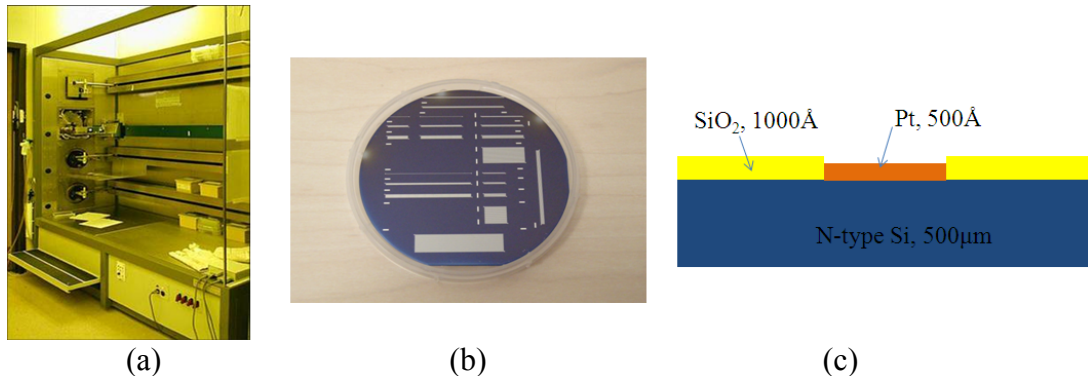 SiO₂, 1000Å
Pt, 500Å
N-type Si, 500μm
(a)
(b)
(c)